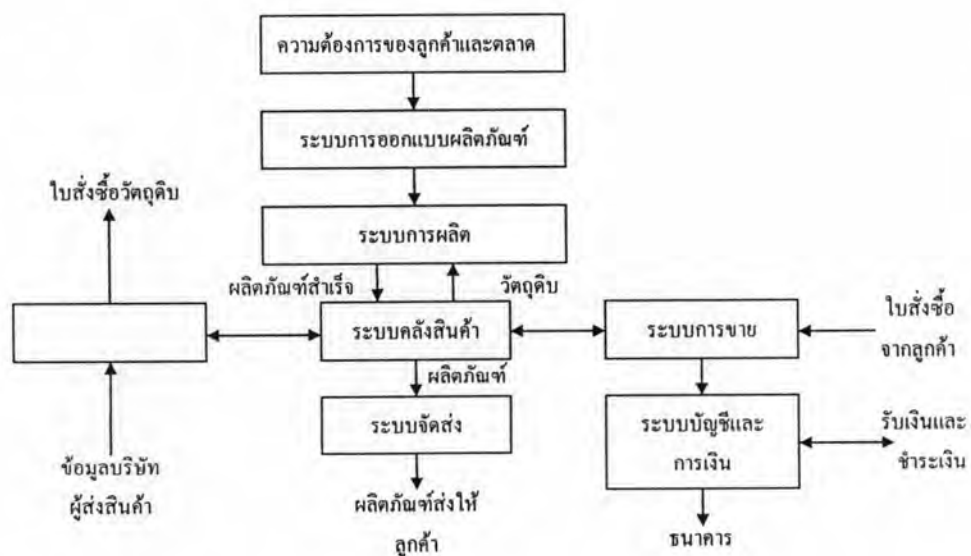 ความต้องการของลูกค้าและตลาด
ระบบการออกแบบผลิตภัณฑ์
ใบสั่งซื้อวัตถุดิบ
ระบบการผลิต
ผลิตภัณฑ์สำเร็จ
วัตถุดิบ
ระบบคลังสินค้า
ระบบการขาย
ใบสั่งซื้อ
จากลูกค้า
ผลิตภัณฑ์
ระบบจัดส่ง
ระบบบัญชีและ
การเงิน
รับเงินและ
ชำระเงิน
ข้อมูลบริษัท
ผู้ส่งสินค้า
ผลิตภัณฑ์ส่งให้
ลูกค้า
ธนาคาร